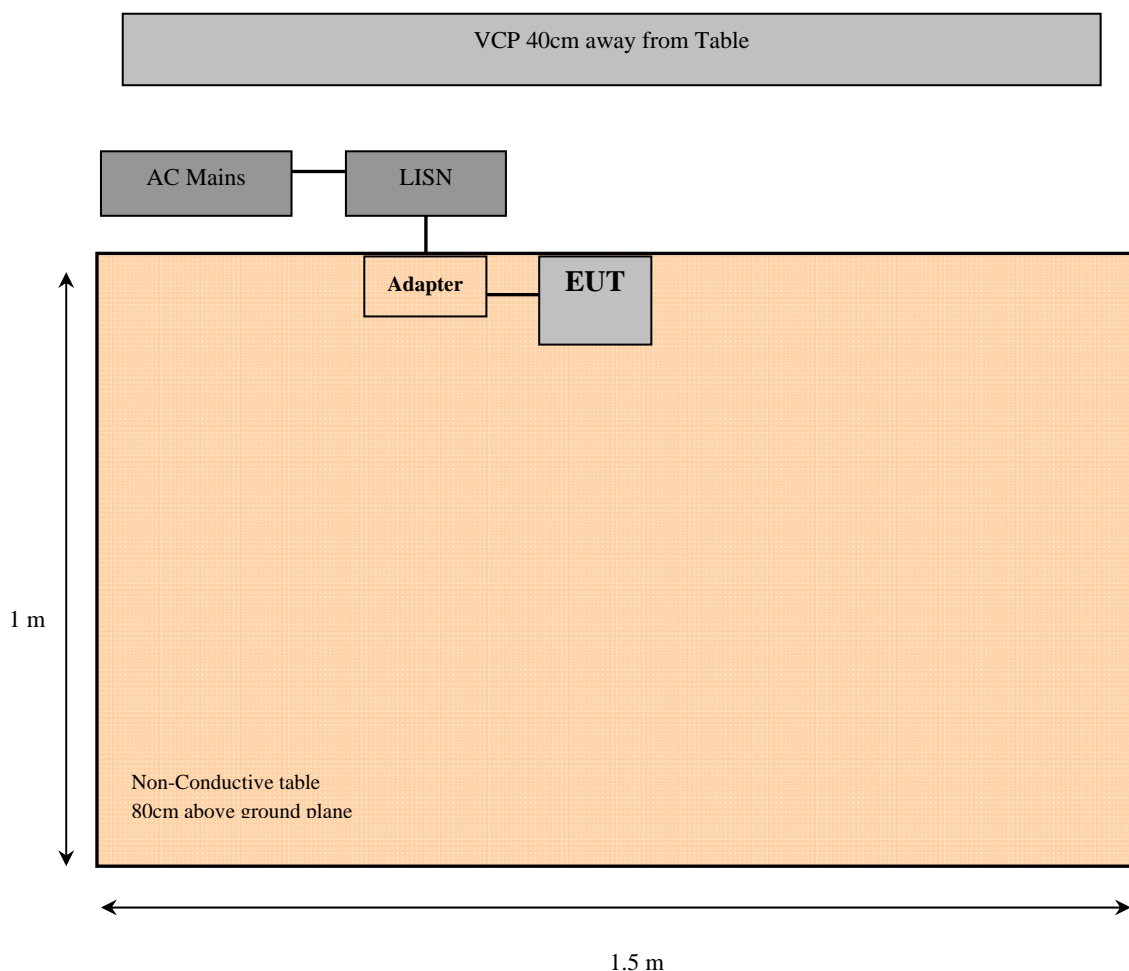 VCP 40cm away from Table
AC Mains
LISN
Adapter
EUT
1 m
Non-Conductive table
80cm above ground plane
1.5 m